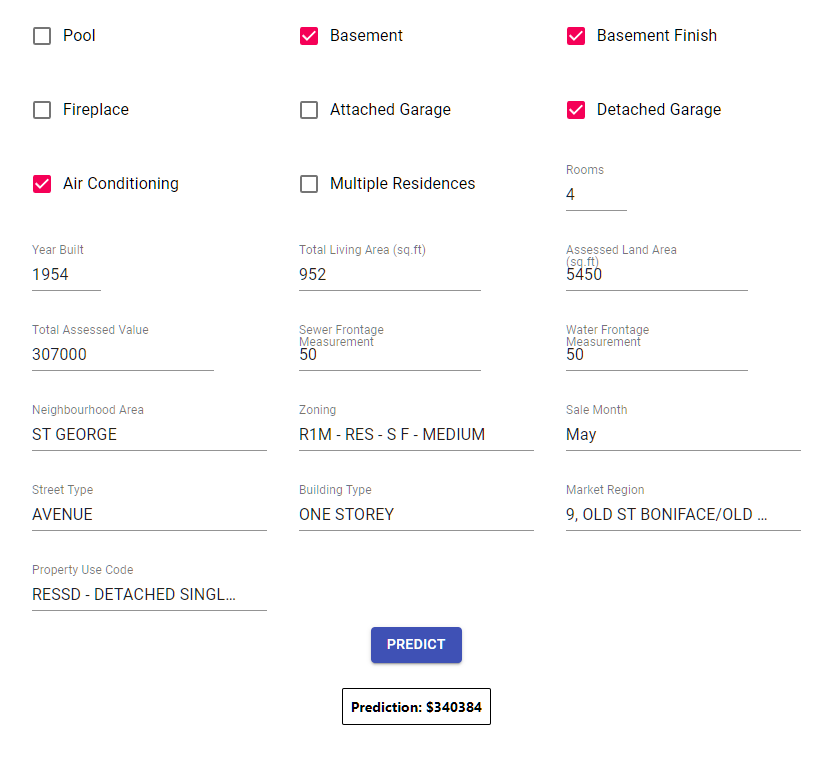 Pool
Basement
Basement Finish
Fireplace
Attached Garage
Detached Garage
Air Conditioning
Multiple Residences
Rooms
4
Year Built
1954
Total Living Area (sq.ft)
952
Assessed Land Area
(sq.ft)
5450
Total Assessed Value
307000
Sewer Frontage
Measurement
50
Water Frontage
Measurement
50
Neighbourhood Area
ST GEORGE
Zoning
R1M - RES - S F - MEDIUM
Sale Month
May
Street Type
AVENUE
Building Type
ONE STOREY
Market Region
9, OLD ST BONIFACE/OLD ...
Property Use Code
RESSD - DETACHED SINGL...
PREDICT
Prediction: $340384